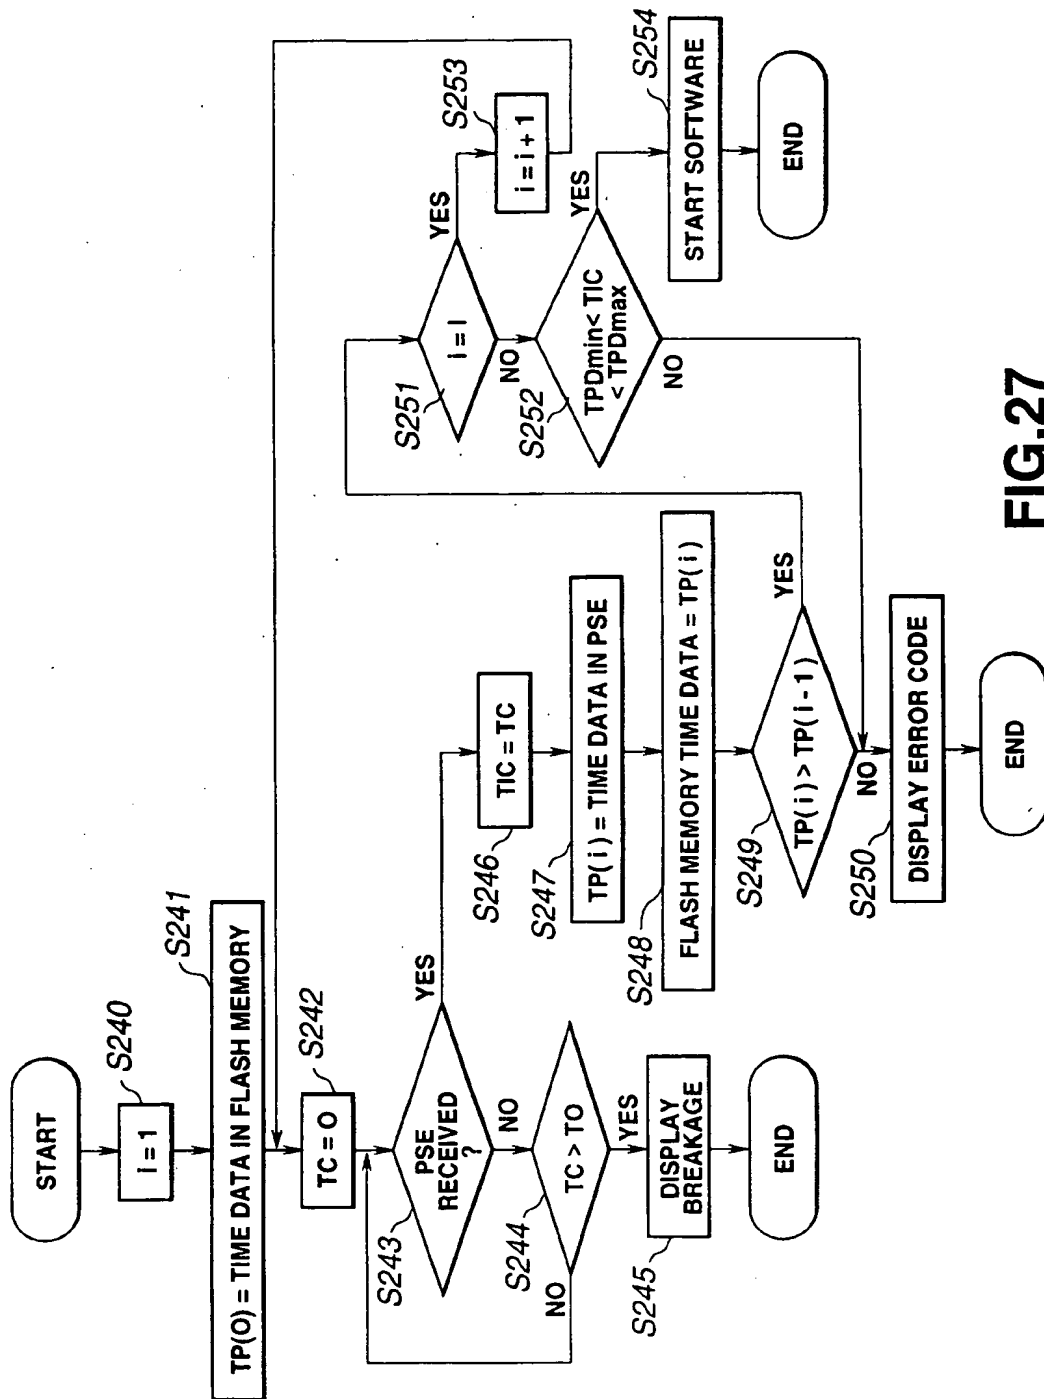 START
S240
i = 1
S241
TP(0) = TIME DATA IN FLASH MEMORY
S242
TC = 0
S243
PSE
RECEIVED
?
YES
NO
S244
TC > TO
NO
YES
S245
DISPLAY
BREAKAGE
END
S246
TIC = TC
S247
TP(i) = TIME DATA IN PSE
S248
FLASH MEMORY TIME DATA = TP(i)
S249
TP(i) > TP(i-1)
YES
NO
S250
DISPLAY ERROR CODE
END
S251
i = I
YES
NO
S253
i = i + 1
S252
TPDmin< TIC
< TPDmax
YES
NO
S254
START SOFTWARE
END
FIG.27